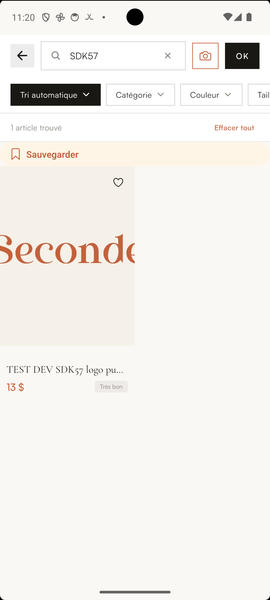 11:20
SDK57
OK
Tri automatique
Catégorie
Couleur
Tail
1 article trouvé
Effacer tout
Sauvegarder
Seconde
TEST DEV SDK57 logo pu...
13 $
Très bon